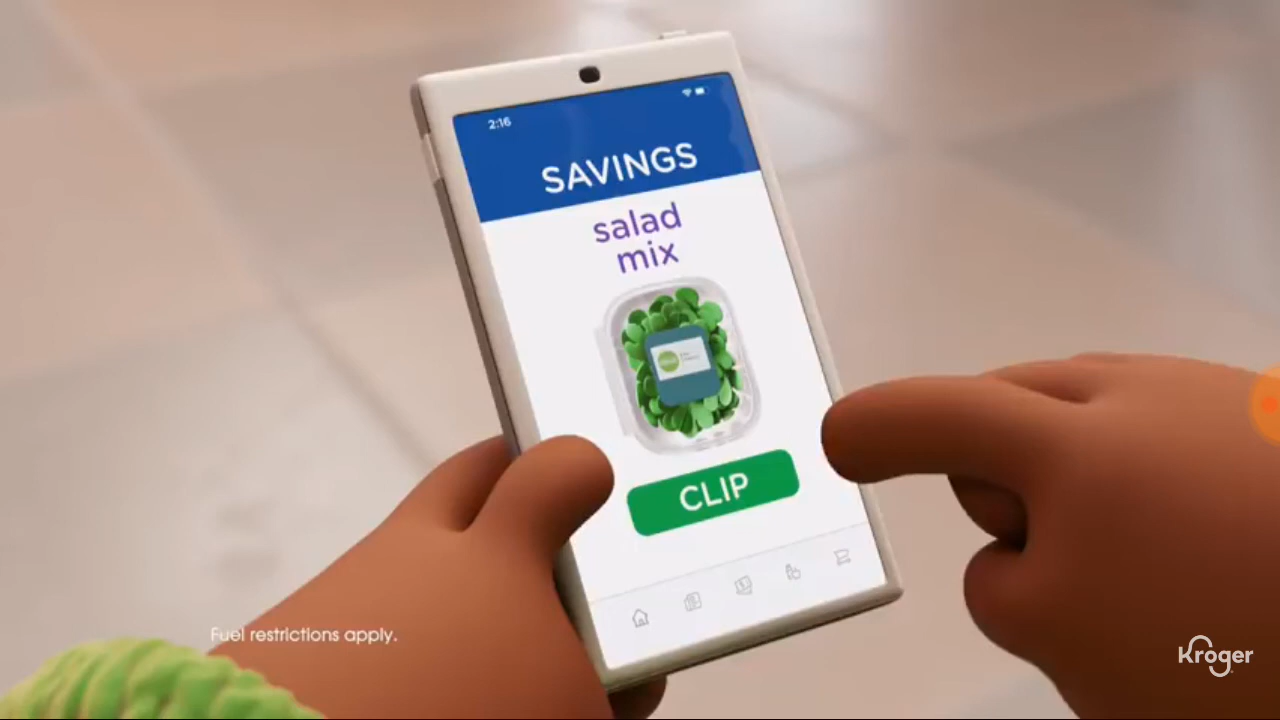 2:16
SAVINGS
salad
mix
CLIP
Fuel restrictions apply.
Kroger